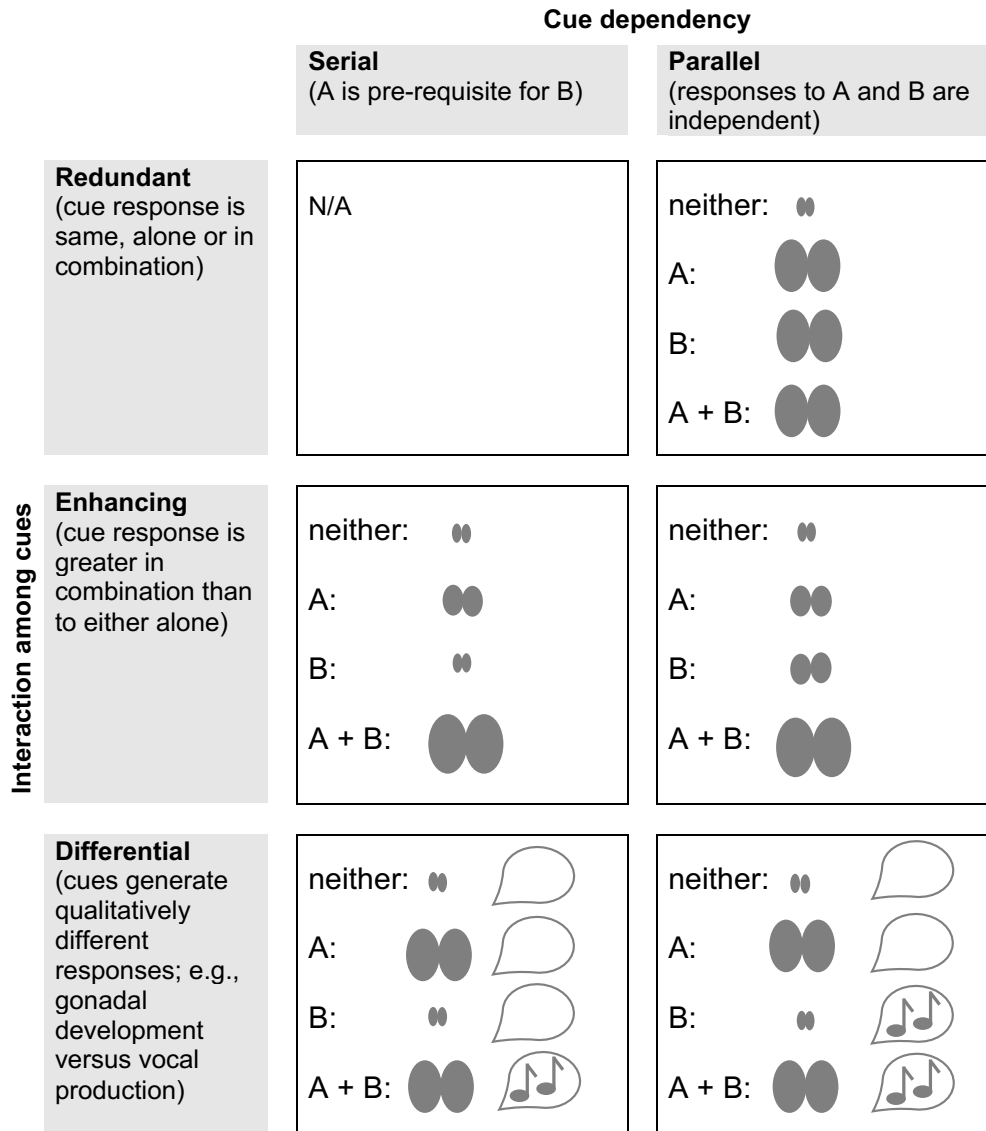 Cue dependency
Serial
(A is pre-requisite for B)
Parallel
(responses to A and B are
independent)
Interaction among cues
Redundant
(cue response is
same, alone or in
combination)
N/A
neither:
A:
B:
A + B:
Enhancing
(cue response is
greater in
combination than
to either alone)
neither:
A:
B:
A + B:
neither:
A:
B:
A + B:
Differential
(cues generate
qualitatively
different
responses; e.g.,
gonadal
development
versus vocal
production)
neither:
A:
B:
A + B:
neither:
A:
B:
A + B: